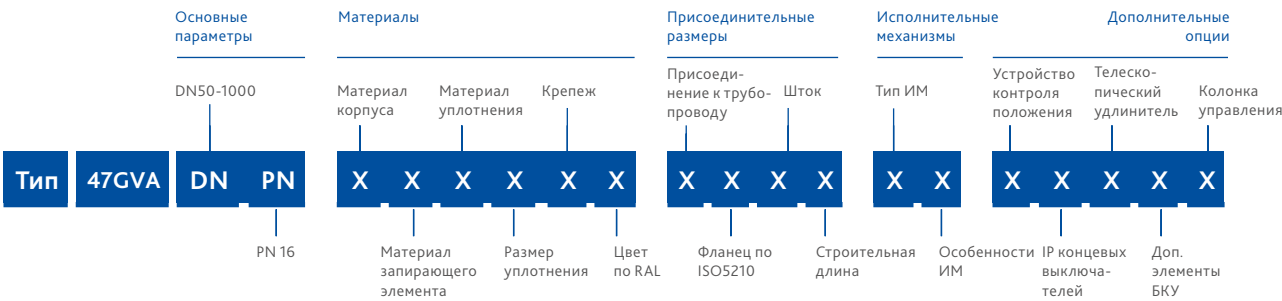 Основные
параметры
Материалы
Присоединительные
размеры
Исполнительные
механизмы
Дополнительные
опции
DN50-1000
Материал
корпуса
Материал
уплотнения
Крепеж
Присоеди-
нение к трубо-
проводу
Шток
Тип ИМ
Устройство
контроля
положения
Телеско-
пический
удлинитель
Колонка
управления
Тип 47GVA DN PN X X X X X X X X X X X X X X X X X
PN 16
Материал
запирающего
элемента
Размер
уплотнения
Цвет
по RAL
Фланец по
ISO5210
Строительная
длина
Особенности
ИМ
IP концевых
выключа-
телей
Доп.
элементы
БКУ